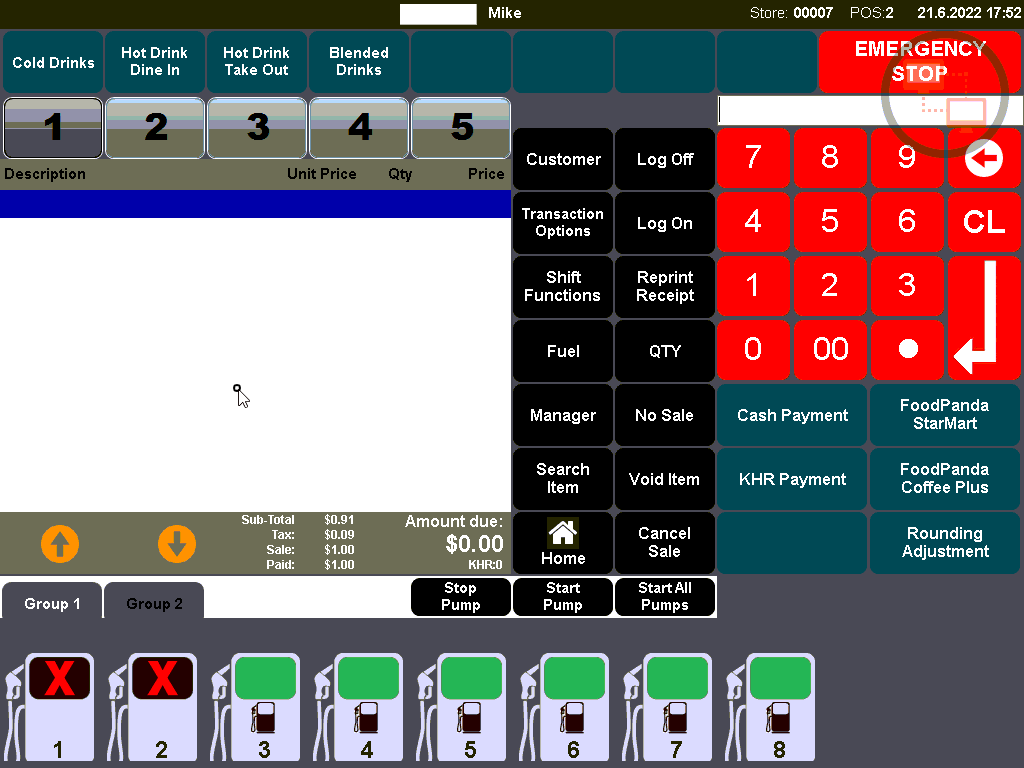 Mike
Store: 00007 POS:2 21.6.2022 17:52
Cold Drinks
Hot Drink
Dine In
Hot Drink
Take Out
Blended
Drinks
EMERGENCY
STOP
1 2 3 4 5
Description Unit Price Qty Price
Customer
Log Off
7 8 9
Transaction
Options
Log On
4 5 6 CL
Shift
Functions
Reprint
Receipt
1 2 3
Fuel
QTY
0 00
Manager
No Sale
Cash Payment
FoodPanda
StarMart
Search
Item
Void Item
KHR Payment
FoodPanda
Coffee Plus
Sub-Total $0.91
Tax: $0.09
Sale: $1.00
Paid: $1.00
Amount due:
$0.00
KHR:0
Home
Cancel
Sale
Rounding
Adjustment
Group 1
Group 2
Stop
Pump
Start
Pump
Start All
Pumps
X X
1 2 3 4 5 6 7 8